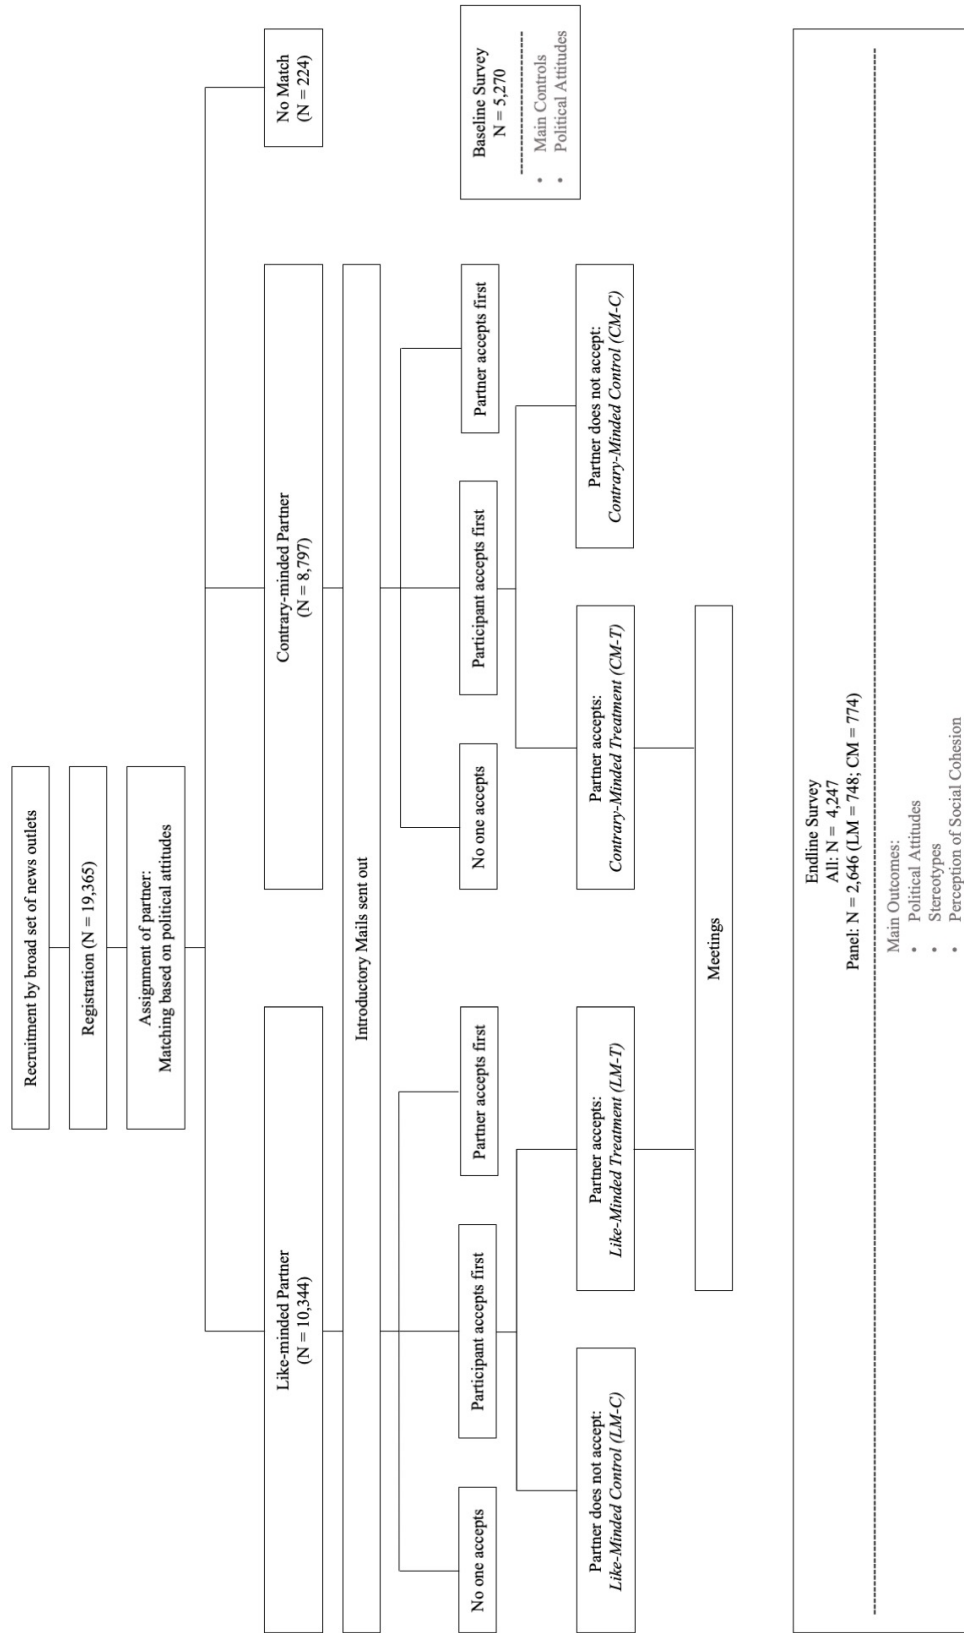 Recruitment by broad set of news outlets
Registration (N = 19,365)
Assignment of partner:
Matching based on political attitudes
Like-minded Partner
(N = 10,344)
Contrary-minded Partner
(N = 8,797)
No Match
(N = 224)
Introductory Mails sent out
No one accepts
Participant accepts first
Partner accepts first
No one accepts
Participant accepts first
Partner accepts first
Baseline Survey
N = 5,270
• Main Controls
• Political Attitudes
Partner does not accept:
Like-Minded Control (LM-C)
Partner accepts:
Like-Minded Treatment (LM-T)
Partner accepts:
Contrary-Minded Treatment (CM-T)
Partner does not accept:
Contrary-Minded Control (CM-C)
Meetings
Endline Survey
All: N = 4,247
Panel: N = 2,646 (LM = 748; CM = 774)
Main Outcomes:
• Political Attitudes
• Stereotypes
• Perception of Social Cohesion